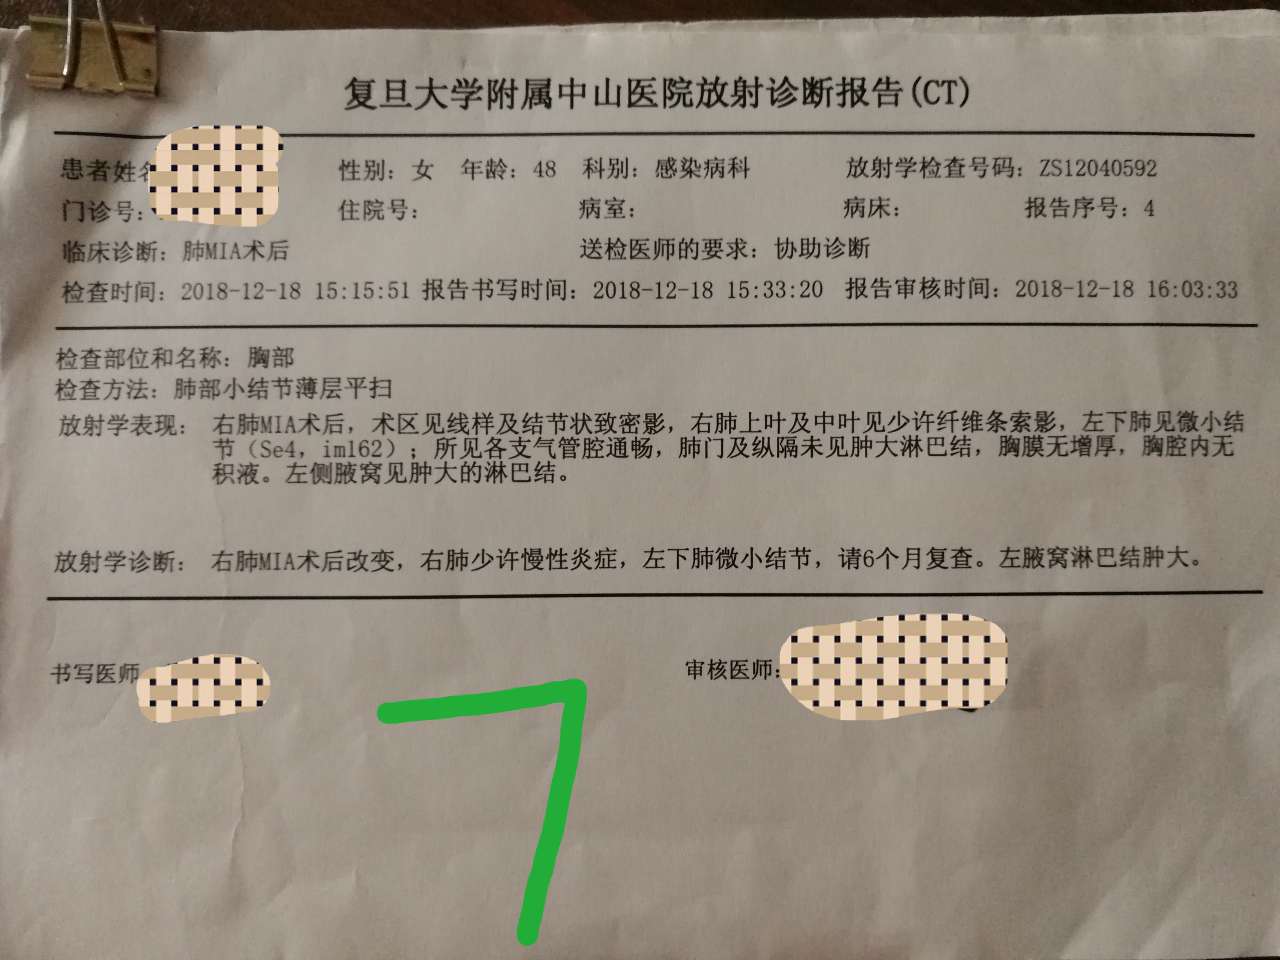 复旦大学附属中山医院放射诊断报告(CT)
患者姓名 性别：女 年龄：48 科别：感染病科 放射学检查号码：ZS12040592
门诊号： 住院号： 病室： 病床： 报告序号：4
临床诊断：肺MIA术后 送检医师的要求：协助诊断
检查时间：2018-12-18 15:15:51 报告书写时间：2018-12-18 15:33:20 报告审核时间：2018-12-18 16:03:33
检查部位和名称：胸部
检查方法：肺部小结节薄层平扫
放射学表现：右肺MIA术后，术区见线样及结节状致密影，右肺上叶及中叶见少许纤维条索影，左下肺见微小结
节（Se4，im162）；所见各支气管腔通畅，肺门及纵隔未见肿大淋巴结，胸膜无增厚，胸腔内无
积液。左侧腋窝见肿大的淋巴结。
放射学诊断：右肺MIA术后改变，右肺少许慢性炎症，左下肺微小结节，请6个月复查。左腋窝淋巴结肿大。
书写医师 审核医师：
7